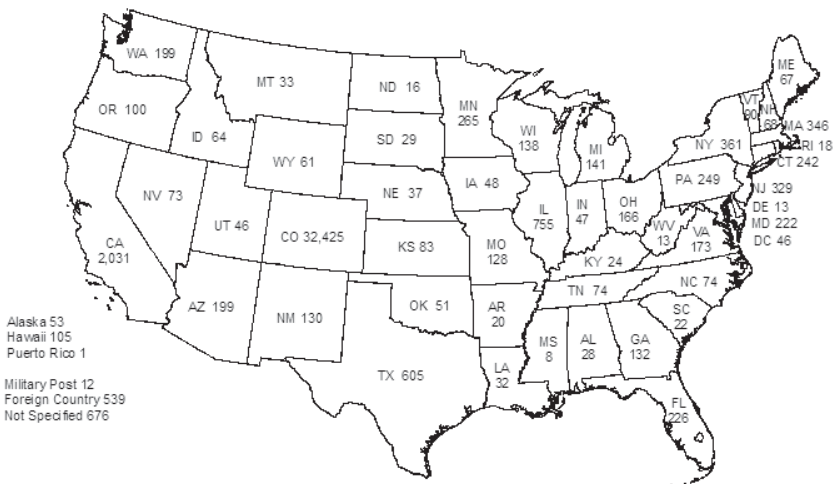 WA 199
MT 33
ND 16
MN
265
ME
67
OR 100
ID 64
WY 61
SD 29
WI
138
MI
141
NY 361
VT
90
NH
68
MA 346
RI 18
CT 242
NV 73
UT 46
CO 32,425
NE 37
IA 48
IL
755
IN
47
OH
166
PA 249
NJ 329
DE 13
MD 222
DC 46
CA
2,031
KS 83
MO
128
KY 24
WV
13
VA
173
AZ 199
NM 130
OK 51
AR
20
TN 74
NC 74
SC
22
TX 605
LA
32
MS
8
AL
28
GA
132
FL
226
Alaska 53
Hawaii 105
Puerto Rico 1
Military Post 12
Foreign Country 539
Not Specified 676